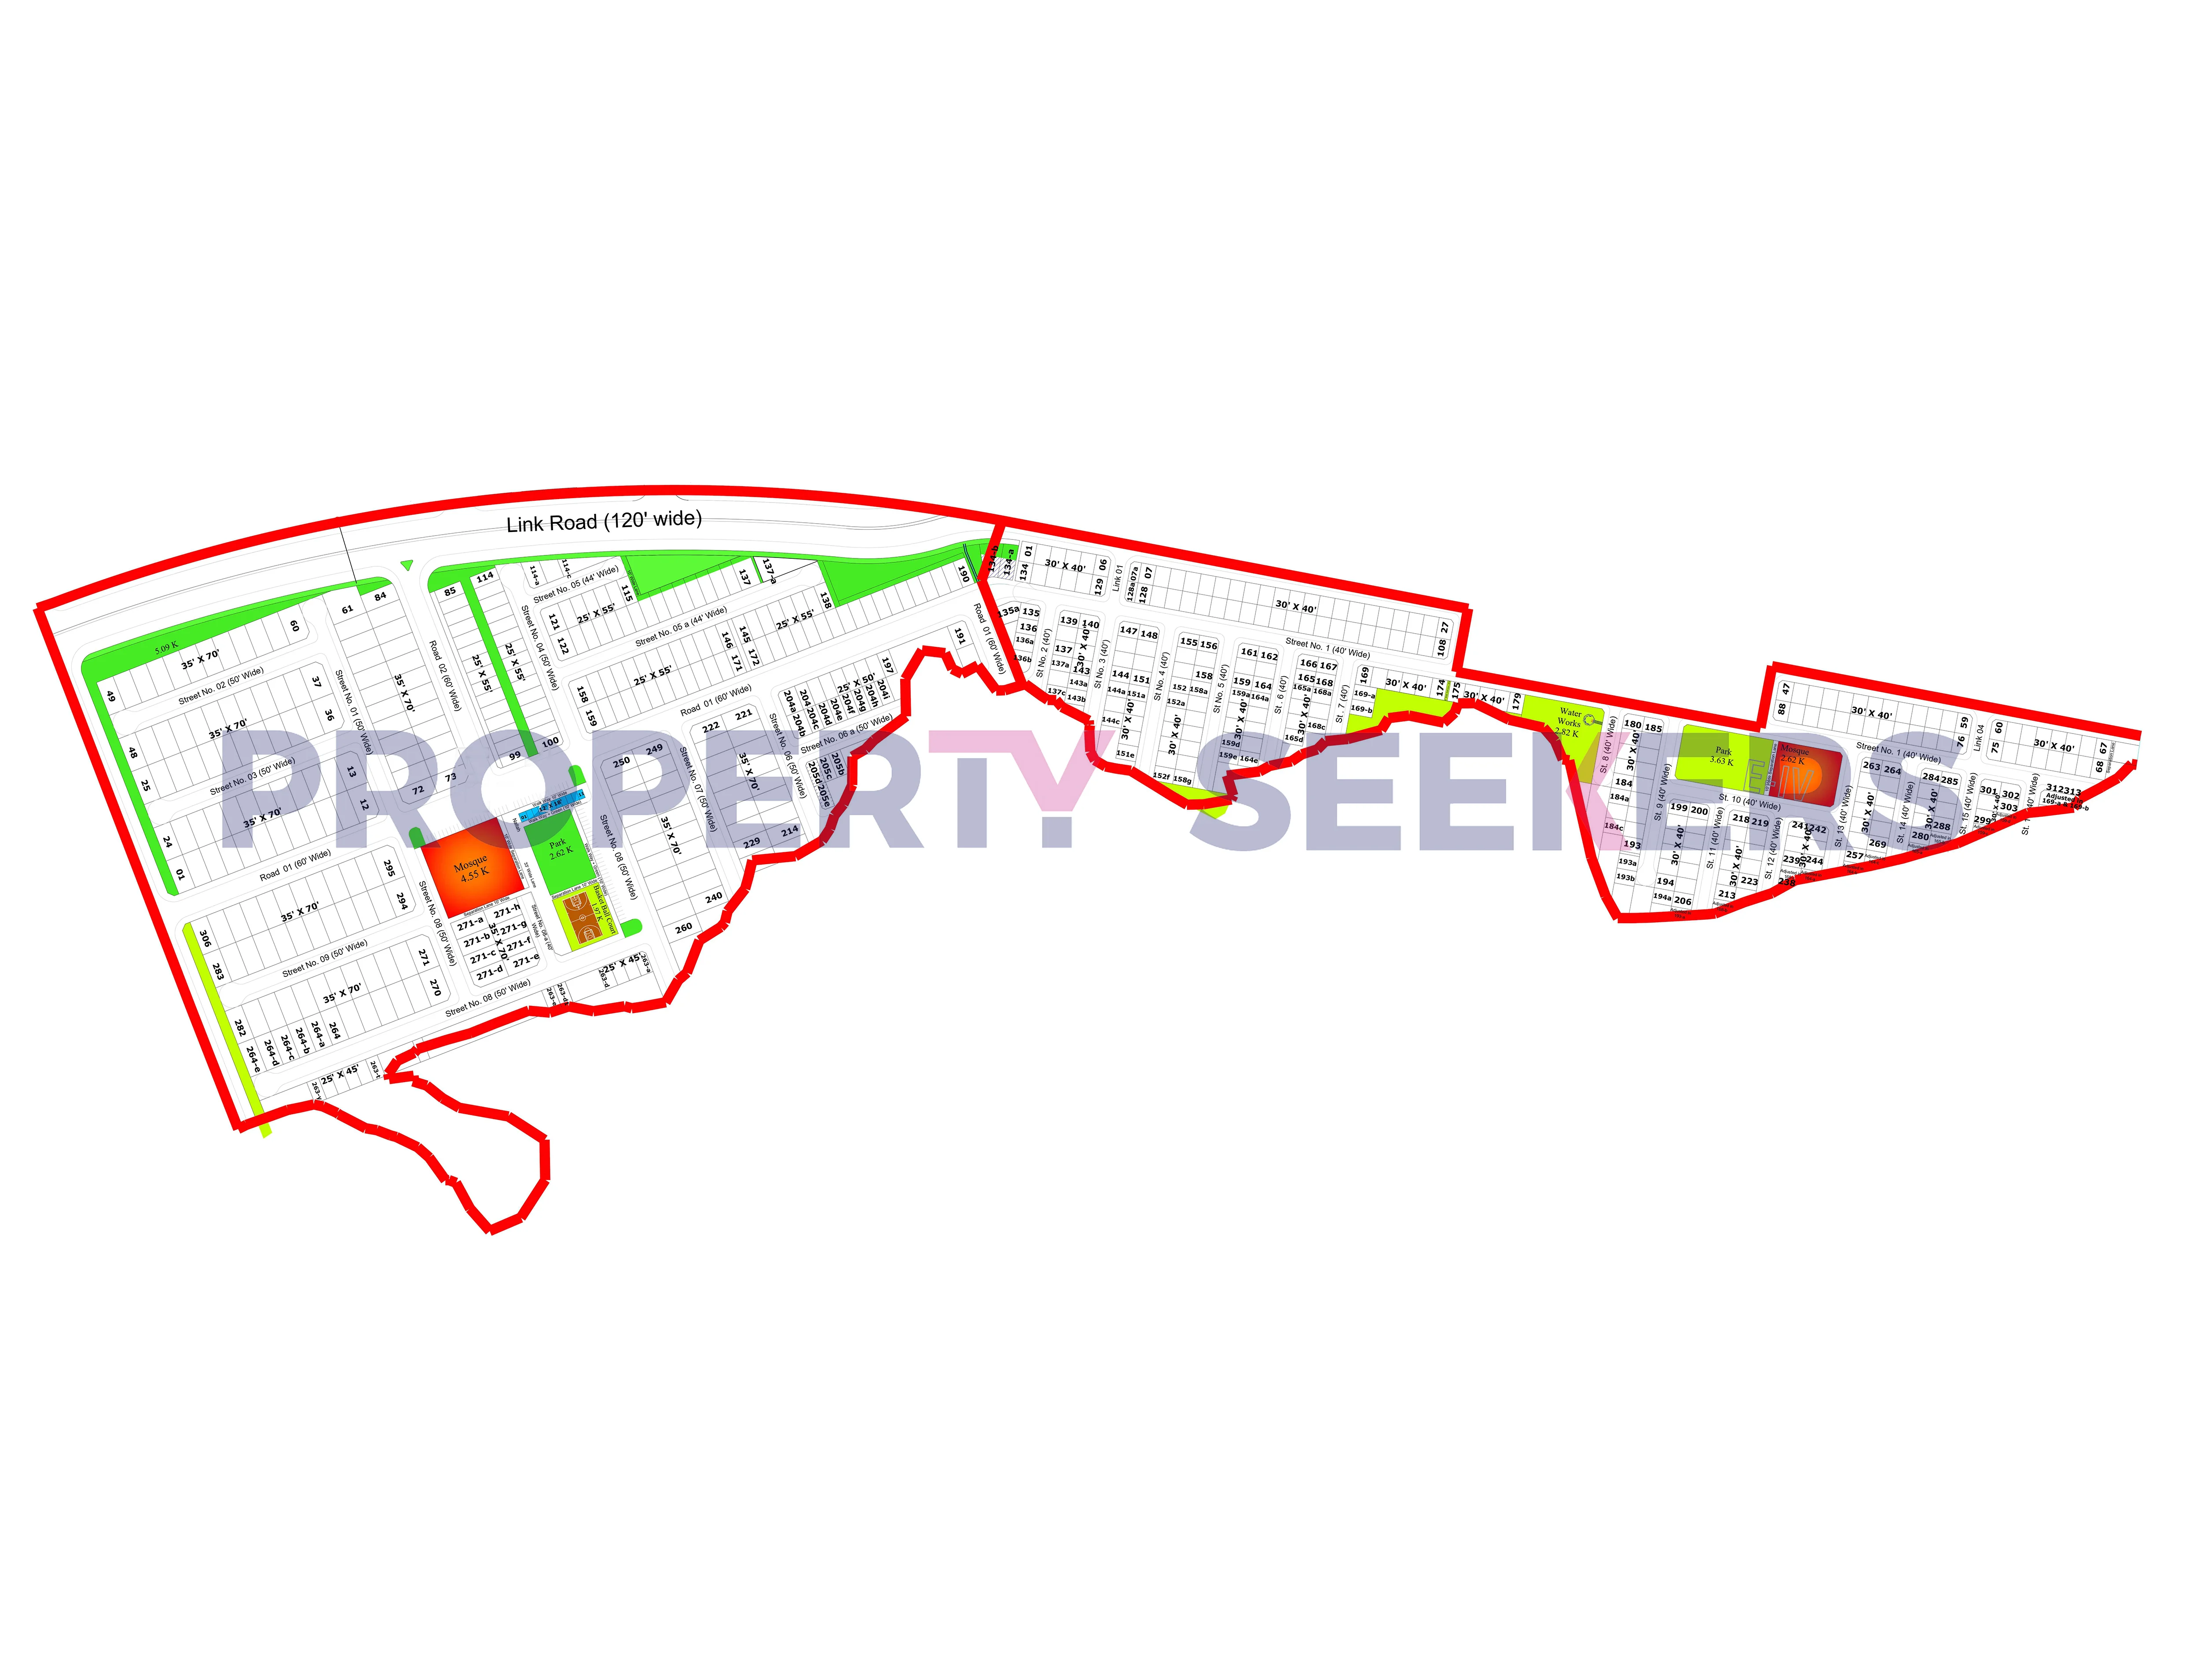 Link Road (120' wide)
5.09 K
35' X 70'
60
61
84
49
Street No. 02 (50' Wide)
37
36
35' X 70'
48
25
Street No. 03 (50' Wide)
13
12
35' X 70'
24
01
Street No. 01 (50' Wide)
35' X 70'
72
73
Road 02 (60' Wide)
85
114
25' X 55'
25' X 55'
99
100
Street No. 04 (50' Wide)
114-a
114-c
Street No. 05 (44' Wide)
115
121
25' X 55'
122
137
137-a
138
Street No. 05 a (44' Wide)
25' X 55'
190
145
146
171
172
25' X 55'
158
159
Road 01 (60' Wide)
191
Road 01 (60' Wide)
197
25' X 50'
204
204a
204b
204c
204d
204e
204f
204g
204h
204i
Street No. 06 a (50' Wide)
205b
205c
205d
205e
Street No. 06 (50' Wide)
221
222
35' X 70'
214
229
Street No. 07 (50' Wide)
249
250
35' X 70'
240
260
Street No. 08 (50' Wide)
Road 01 (60' Wide)
295
294
35' X 70'
306
283
Street No. 09 (50' Wide)
271
270
35' X 70'
282
264-e
264-d
264-c
264-b
264-a
264
Street No. 08 (50' Wide)
Mosque
4.55 K
Park
2.62 K
Basket Ball Court
1.97 K
271-a
271-h
271-b
271-g
271-c
271-f
271-d
271-e
35' X 70'
Street No. 08 (50' Wide)
25' X 45'
263-a
263-d
25' X 45'
134-b
134-a
01
134
30' X 40'
06
129
Link 01
07a
07
128a
128
30' X 40'
27
108
Street No. 1 (40' Wide)
135a
135
136
136a
136b
St No. 2 (40')
139
140
30' X 40'
137
143
137a
143a
137c
143b
St No. 3 (40')
147
148
144
151
144a
151a
144c
30' X 40'
151e
St No. 4 (40')
155
156
158
152
158a
152a
30' X 40'
152f
158g
St No. 5 (40')
161
162
159
164
159a
164a
30' X 40'
159d
159e
164e
St. 6 (40')
166
167
165
168
165a
168a
30' X 40'
168c
165d
St. 7 (40')
169
169-a
169-b
30' X 40'
174
175
30' X 40'
179
Water
Works
2.82 K
St. 8 (40' Wide)
180
185
30' X 40'
184
184a
184c
193
193a
193b
St. 9 (40' Wide)
Park
3.63 K
Mosque
2.62 K
St. 10 (40' Wide)
199
200
30' X 40'
194
194a
206
St. 11 (40' Wide)
218
219
30' X 40'
223
213
St. 12 (40' Wide)
241
242
30' X 40'
239
244
238
St. 13 (40' Wide)
263
264
30' X 40'
269
257
St. 14 (40' Wide)
284
285
30' X 40'
288
280
St. 15 (40' Wide)
301
302
303
299
47
88
30' X 40'
59
76
Street No. 1 (40' Wide)
Link 04
60
75
30' X 40'
67
68
312
313
Adjusted in
169-a & 169-b
PROPERTY SEEKERS